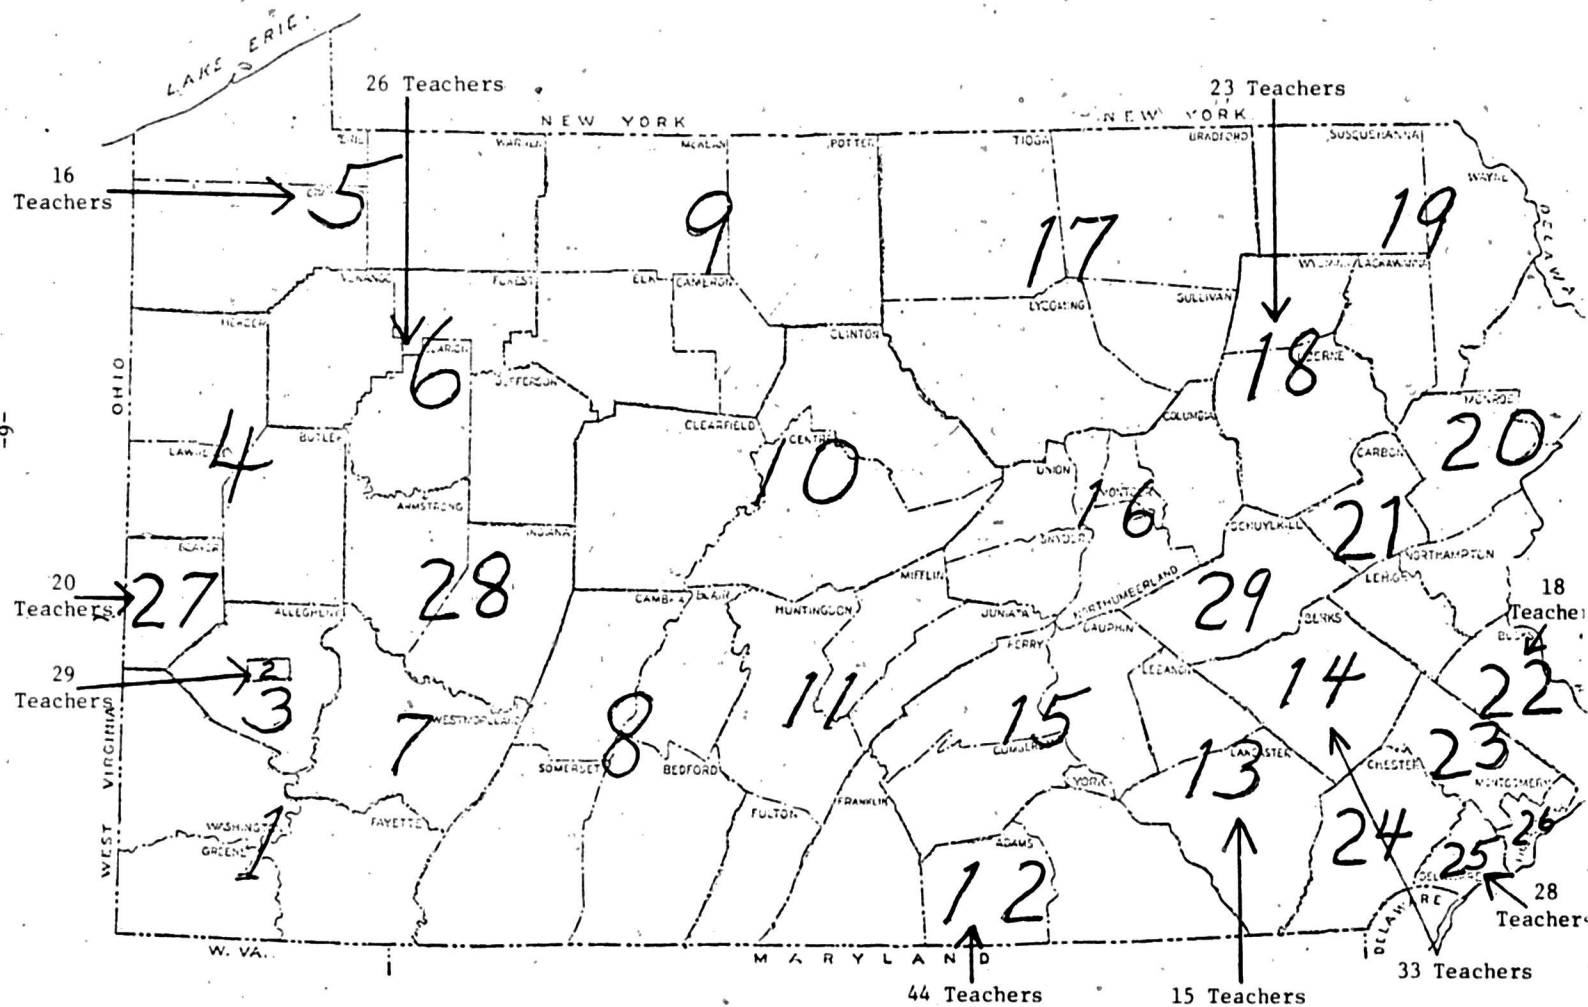 LAKE ERIE.
26 Teachers
23 Teachers
NEW YORK
NEW YORK
ERIE
WARREN
McKEAN
POTTER
TIOGA
BRADFORD
SUSQUEHANNA
16
Teachers
5
9
17
19
WAYNE
VENANGO
FOREST
ELK
CAMERON
LYCOMING
SULLIVAN
WYOMING
LACKAWANNA
MERCER
6
CLARION
CLINTON
18
LUZERNE
OHIO
JEFFERSON
COLUMBIA
MONROE
-9-
4
BUTLER
CLEARFIELD
CENTRE
10
UNION
CARBON
20
ARMSTRONG
MONTOUR
16
INDIANA
SNYDER
SCHUYLKILL
21
BEAVER
NORTHAMPTON
20
Teachers
27
28
MIFFLIN
NORTHUMBERLAND
29
LEHIGH
18
ALLEGHENY
CAMBRIA
BLAIR
HUNTINGDON
JUNIATA
DAUPHIN
BERKS
BUCKS
PERRY
29
Teachers
2
3
LEBANON
14
22
WEST VIRGINIA
7
WESTMORELAND
8
11
15
CUMBERLAND
13
LANCASTER
CHESTER
23
SOMERSET
BEDFORD
YORK
MONTGOMERY
FRANKLIN
FULTON
WASHINGTON
GREENE
1
FAYETTE
ADAMS
24
25
26
DELAWARE
12
28
DELAWARE
W. VA.
MARYLAND
33 Teachers
44 Teachers
15 Teachers